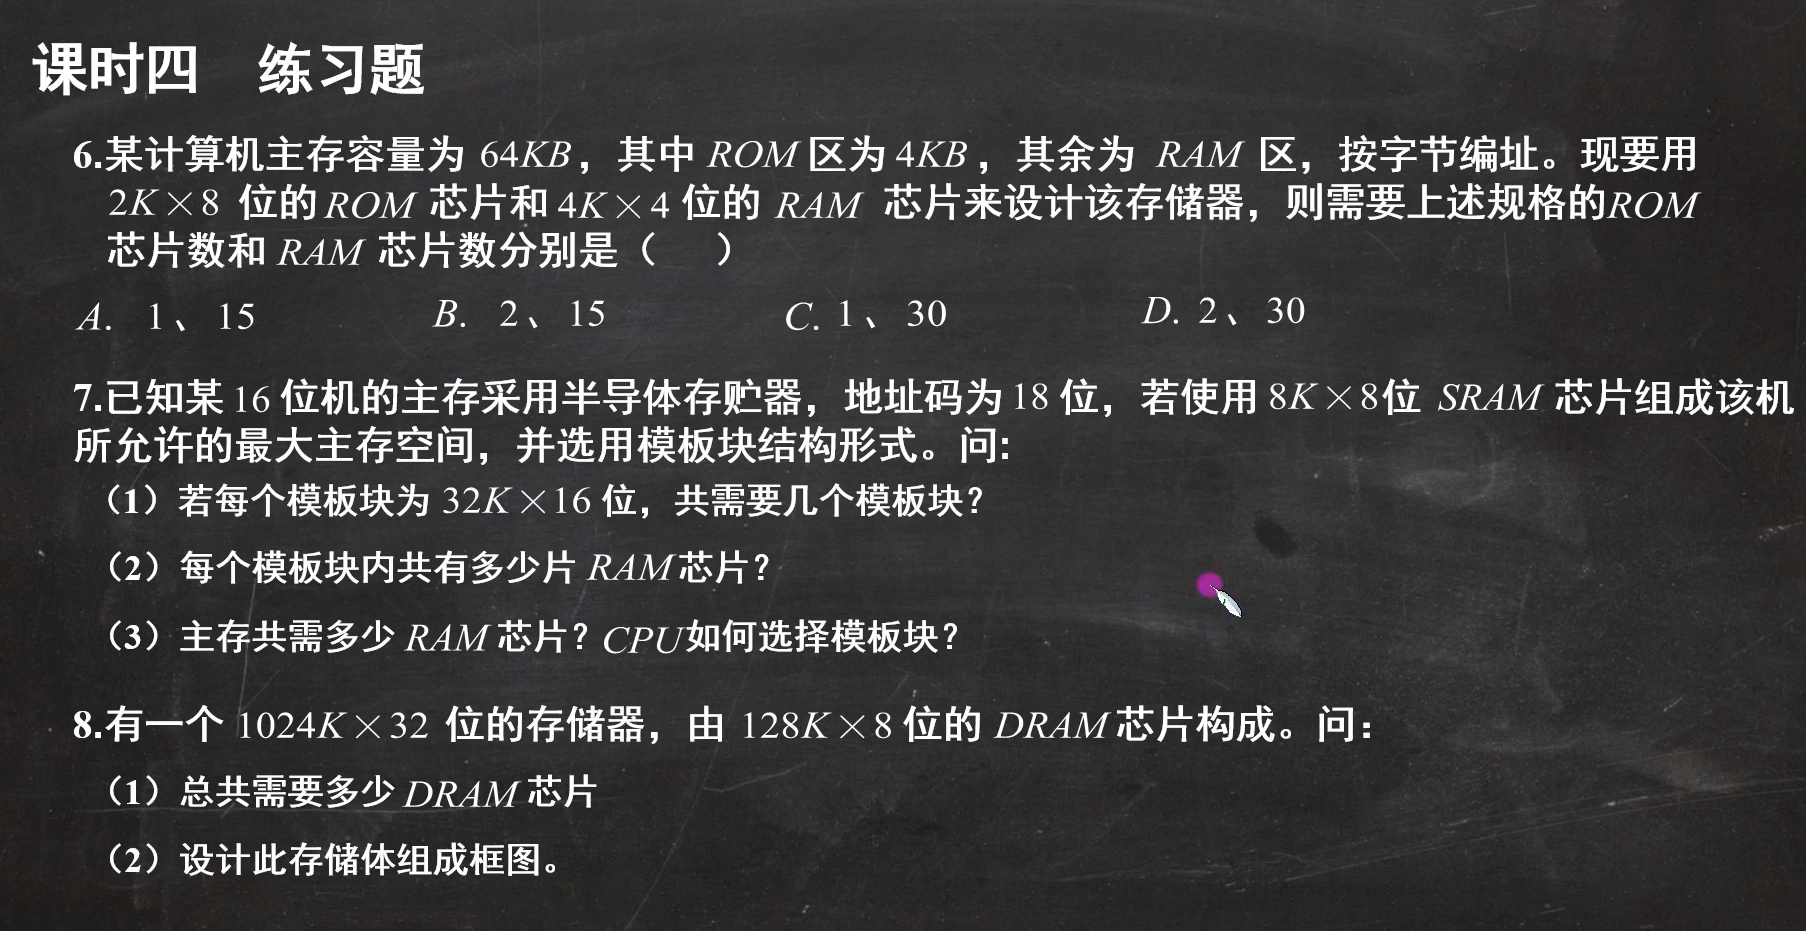 课时四 练习题
6.某计算机主存容量为 64KB，其中 ROM 区为 4KB，其余为 RAM 区，按字节编址。现要用
2K×8 位的 ROM 芯片和 4K×4 位的 RAM 芯片来设计该存储器，则需要上述规格的ROM
芯片数和 RAM 芯片数分别是（ ）
A. 1、15 B. 2、15 C. 1、30 D. 2、30
7.已知某 16 位机的主存采用半导体存贮器，地址码为 18 位，若使用 8K×8位 SRAM 芯片组成该机
所允许的最大主存空间，并选用模板块结构形式。问:
（1）若每个模板块为 32K×16 位，共需要几个模板块？
（2）每个模板块内共有多少片 RAM 芯片？
（3）主存共需多少 RAM 芯片？CPU如何选择模板块？
8.有一个 1024K×32 位的存储器，由 128K×8 位的 DRAM 芯片构成。问：
（1）总共需要多少 DRAM 芯片
（2）设计此存储体组成框图。